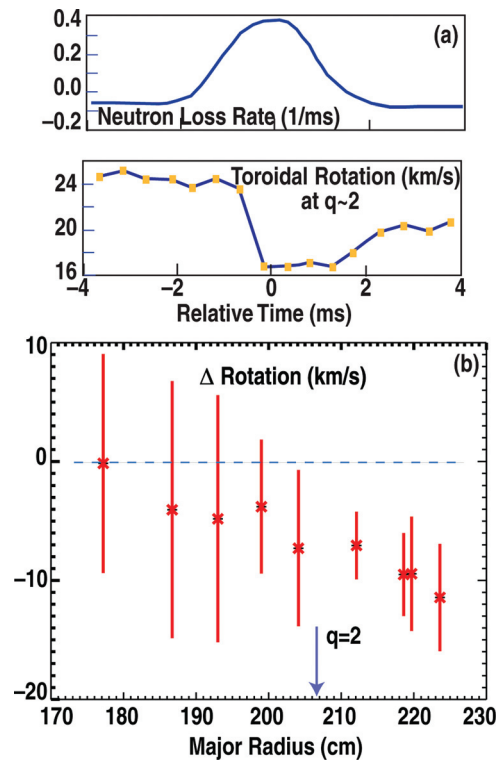 0.4
(a)
0.2
0.0
−0.2
Neutron Loss Rate (1/ms)
24
Toroidal Rotation (km/s)
at q~2
20
16
−4 −2 0 2 4
Relative Time (ms)
10
Δ Rotation (km/s)
(b)
0
−10
q=2
−20
170 180 190 200 210 220 230
Major Radius (cm)